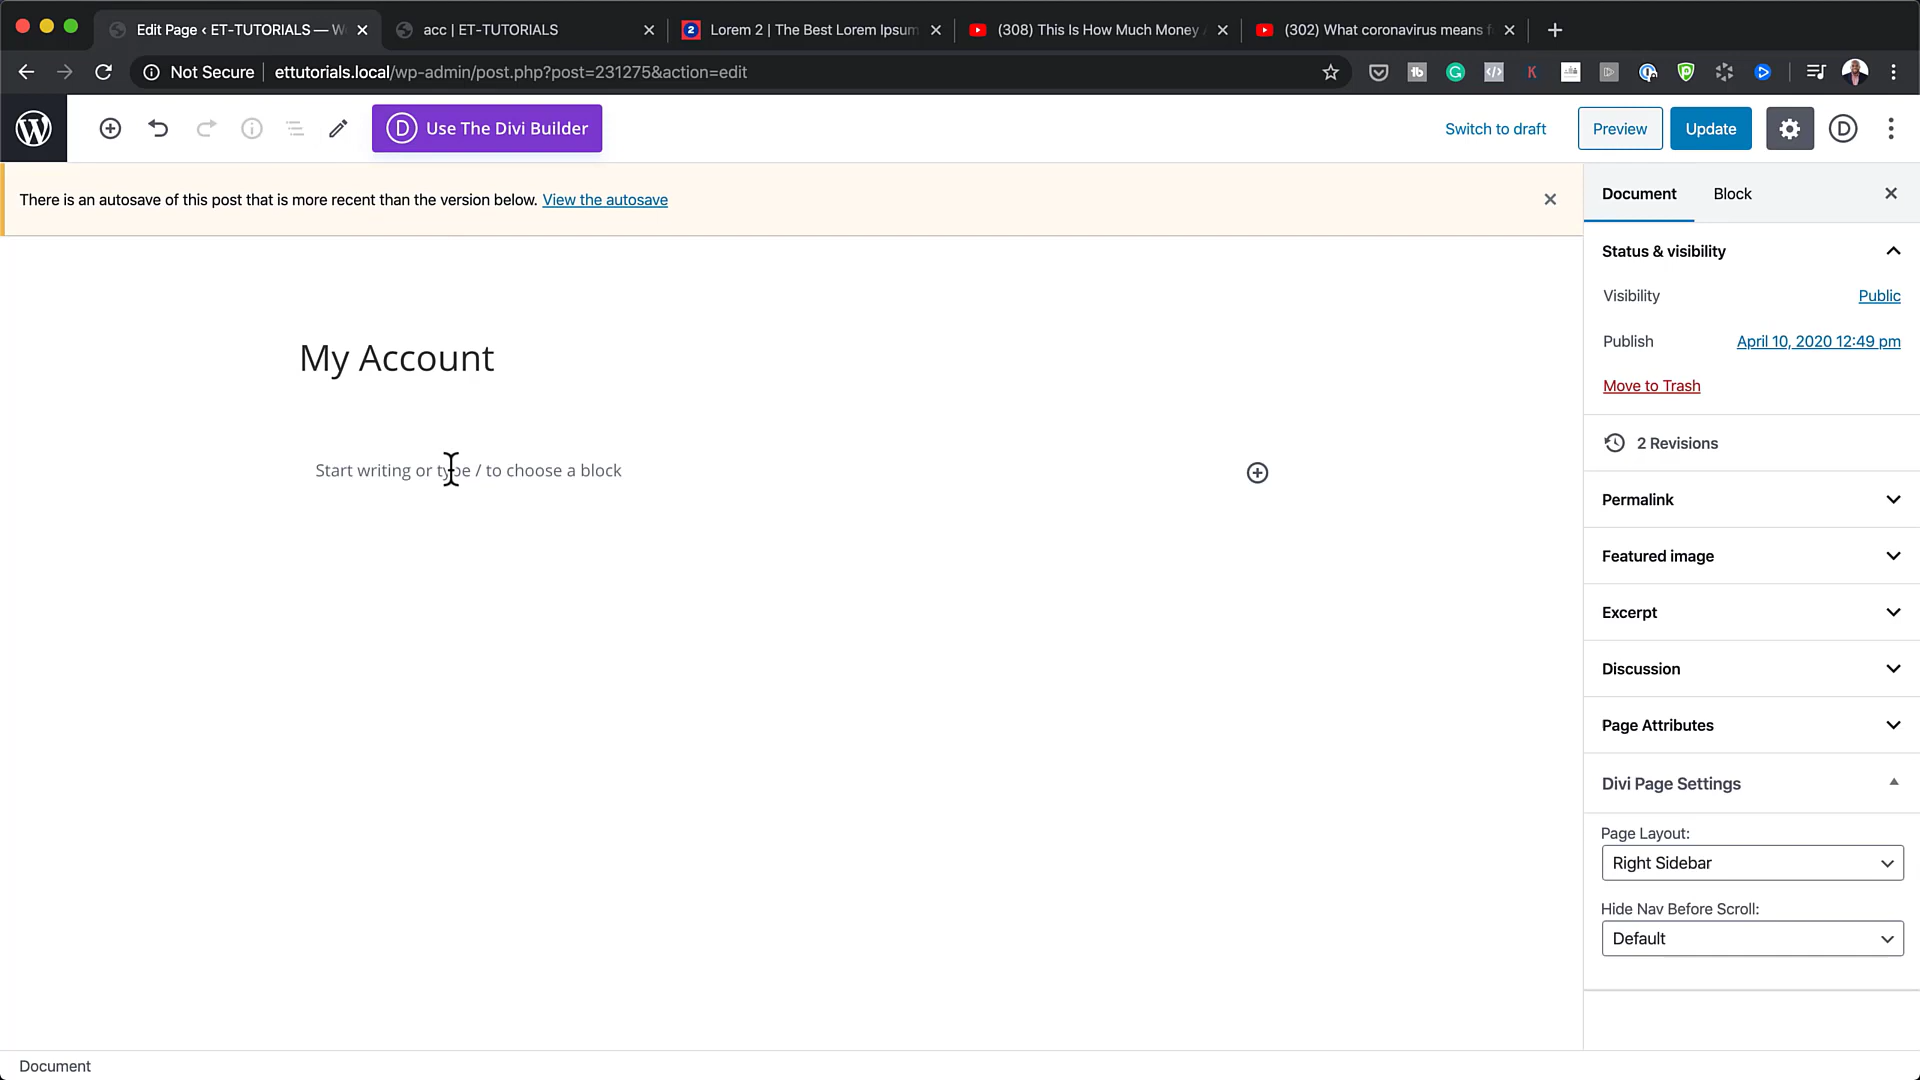 Edit Page ‹ ET-TUTORIALS — W
acc | ET-TUTORIALS
2
Lorem 2 | The Best Lorem Ipsum
(308) This Is How Much Money
(302) What coronavirus means f
Not Secure
ettutorials.local/wp-admin/post.php?post=231275&action=edit
Use The Divi Builder
Switch to draft
Preview
Update
There is an autosave of this post that is more recent than the version below. View the autosave
Document
Block
Status & visibility
Visibility
Public
Publish
April 10, 2020 12:49 pm
Move to Trash
My Account
Start writing or type / to choose a block
2 Revisions
Permalink
Featured image
Excerpt
Discussion
Page Attributes
Divi Page Settings
Page Layout:
Right Sidebar
Hide Nav Before Scroll:
Default
Document